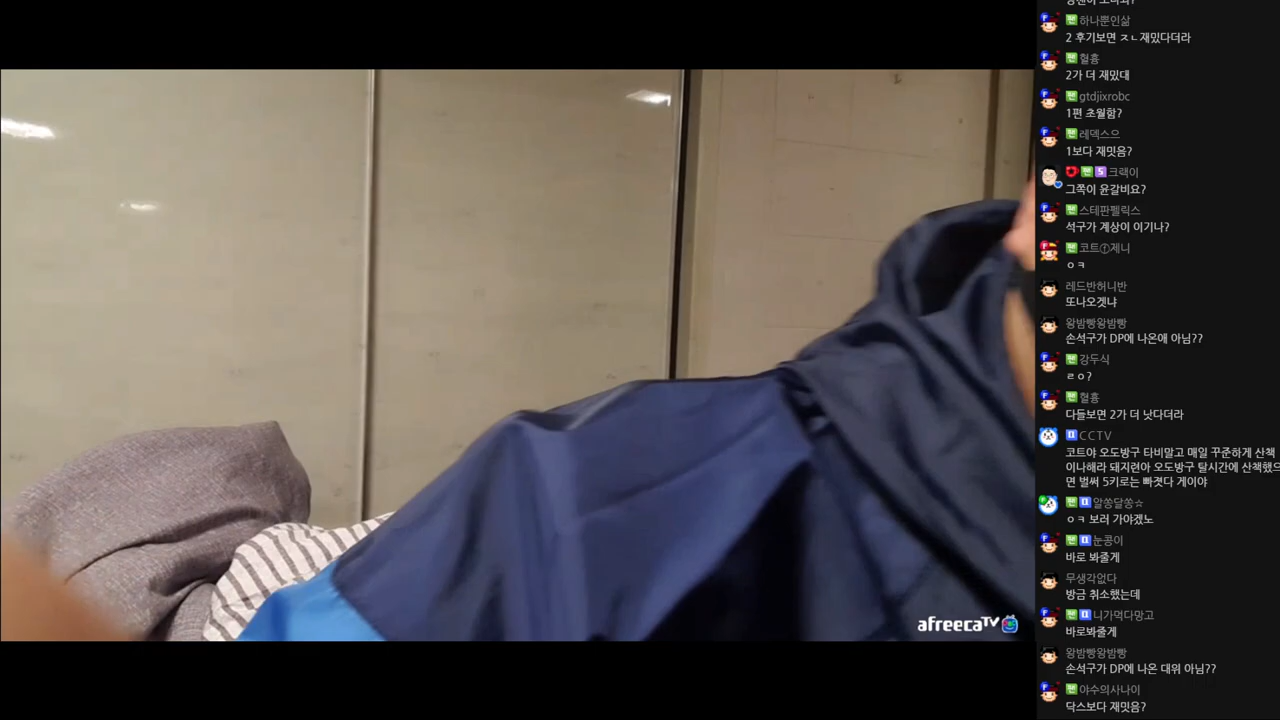 하나뿐인삶
2 후기보면 ㅈㄴ재밌다더라
혈흉
2가 더 재밌대
gtdjixrobc
1편 초월함?
레덱스으
1보다 재밋음?
크랙이
그쪽이 윤갈비요?
스테판펠릭스
석구가 계상이 이기나?
코트ⓕ제니
ㅇㅋ
레드반허니반
또나오겟냐
왕밤빵왕밤빵
손석구가 DP에 나온애 아님??
강두식
ㄹㅇ?
혈흉
다들보면 2가 더 낫다더라
CCTV
코트야 오도방구 타비말고 매일 꾸준하게 산책
이나해라 돼지련아 오도방구 탈시간에 산책했으
면 벌써 5키로는 빠졋다 게이야
알쏭달쏭☆
ㅇㅋ 보러 가야겠노
눈콩이
바로 봐줄게
무생각없다
방금 취소했는데
니가먹다망고
바로봐줄게
왕밤빵왕밤빵
손석구가 DP에 나온 대위 아님??
야수의사나이
닥스보다 재밋음?
afreecaTV